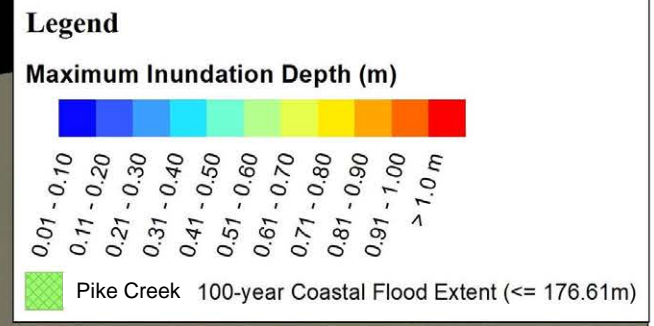 Legend
Maximum Inundation Depth (m)
0.01 - 0.10
0.11 - 0.20
0.21 - 0.30
0.31 - 0.40
0.41 - 0.50
0.51 - 0.60
0.61 - 0.70
0.71 - 0.80
0.81 - 0.90
0.91 - 1.00
> 1.0 m
Pike Creek 100-year Coastal Flood Extent (<= 176.61m)